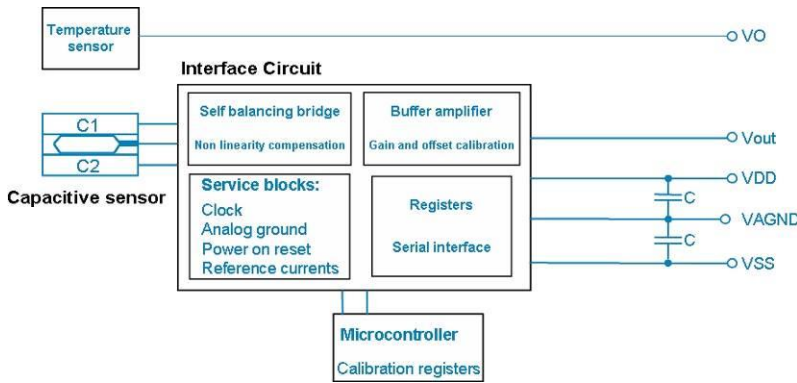 Temperature
sensor
VO
Interface Circuit
Self balancing bridge
Non linearity compensation
Buffer amplifier
Gain and offset calibration
Vout
C1
C2
Capacitive sensor
Service blocks:
Clock
Analog ground
Power on reset
Reference currents
Registers
Serial interface
VDD
C
VAGND
C
VSS
Microcontroller
Calibration registers